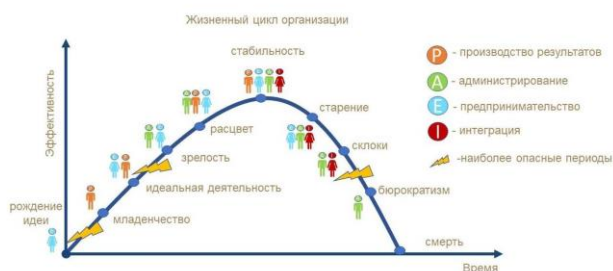 Жизненный цикл организации
стабильность
P - производство результатов
A - администрирование
E - предпринимательство
I - интеграция
-наиболее опасные периоды
Эффективность
расцвет
старение
зрелость
склоки
идеальная деятельность
бюрократизм
рождение
идеи
младенчество
смерть
Время